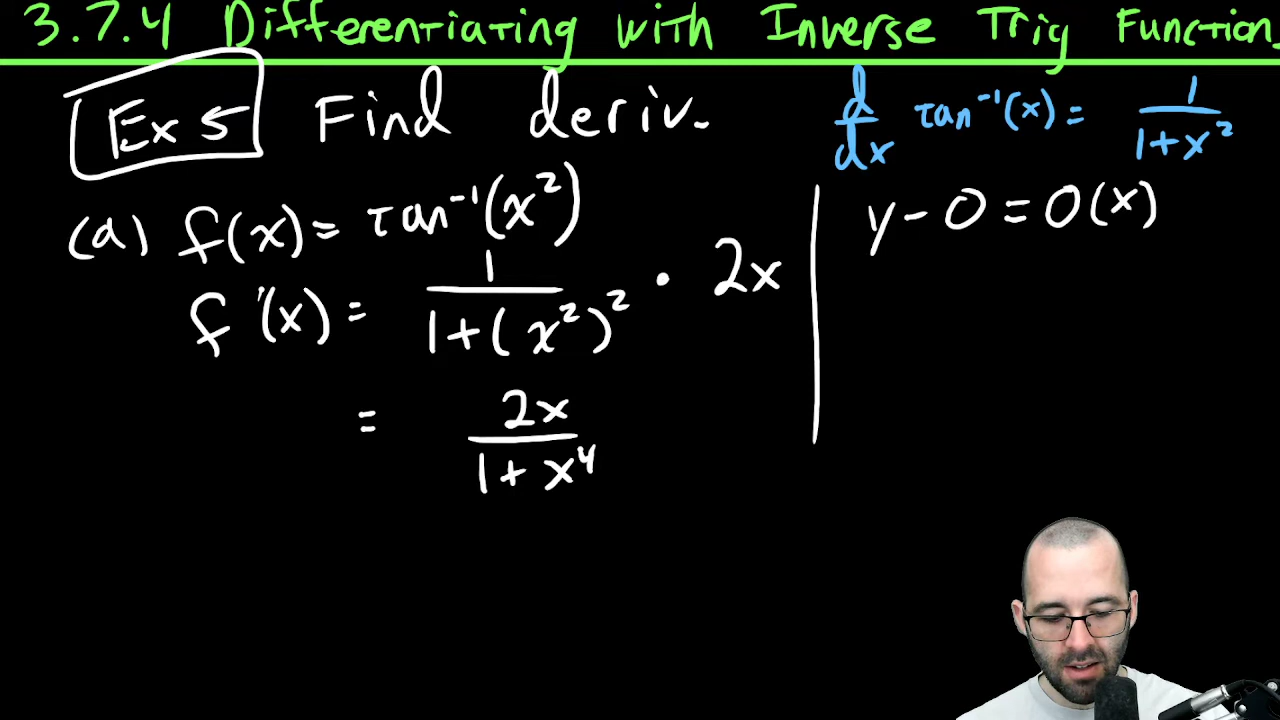 3.7.4 Differentiating with Inverse Trig Function
Ex 5 Find deriv.
d/dx tan⁻¹(x) = 1/(1+x²)
(a) f(x) = tan⁻¹(x²)
f'(x) = 1/(1+(x²)²) · 2x
= 2x/(1+x⁴)
y - 0 = 0(x)